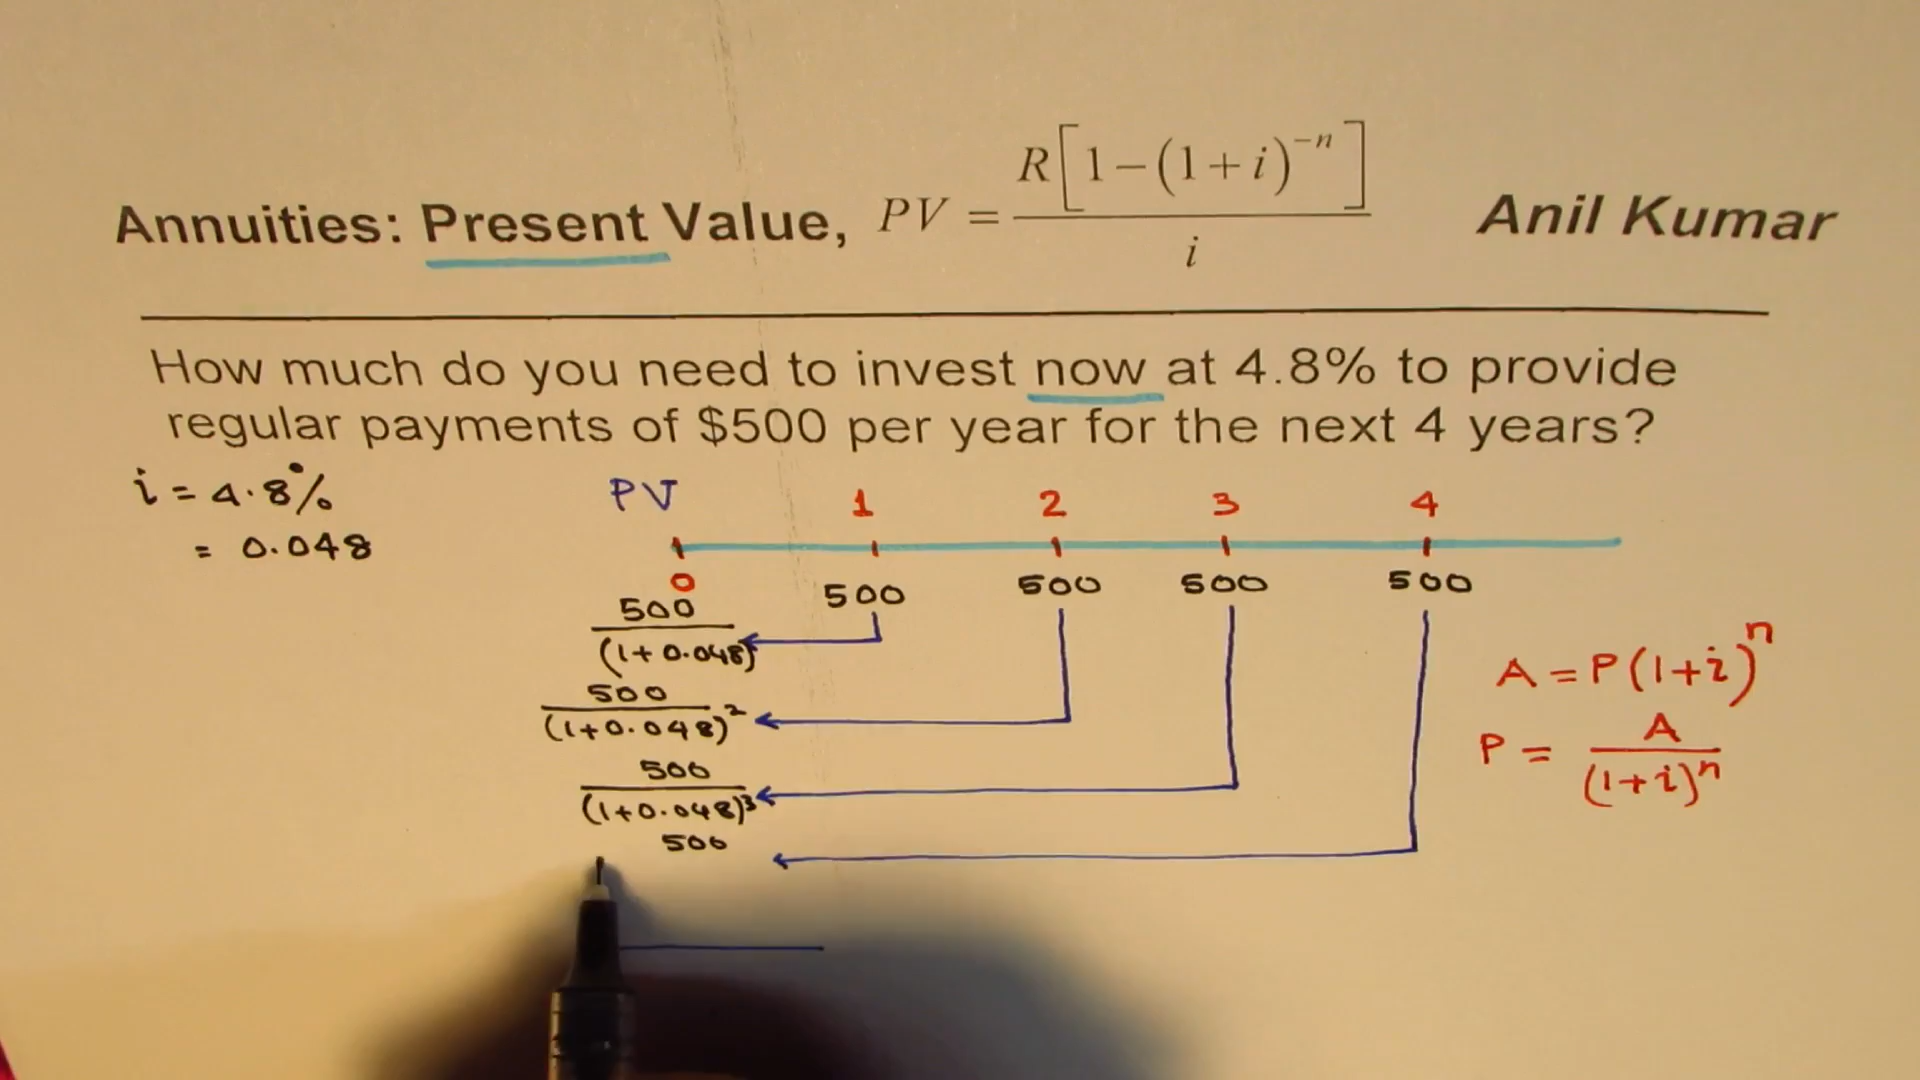 Annuities: Present Value, PV = R[1-(1+i)^-n] / i Anil Kumar
How much do you need to invest now at 4.8% to provide
regular payments of $500 per year for the next 4 years?
i = 4.8%
= 0.048
PV 1 2 3 4
0
500 500 500 500
500
(1+0.048)
500
(1+0.048)^2
500
(1+0.048)^3
500
A = P(1+i)^n
P = A / (1+i)^n